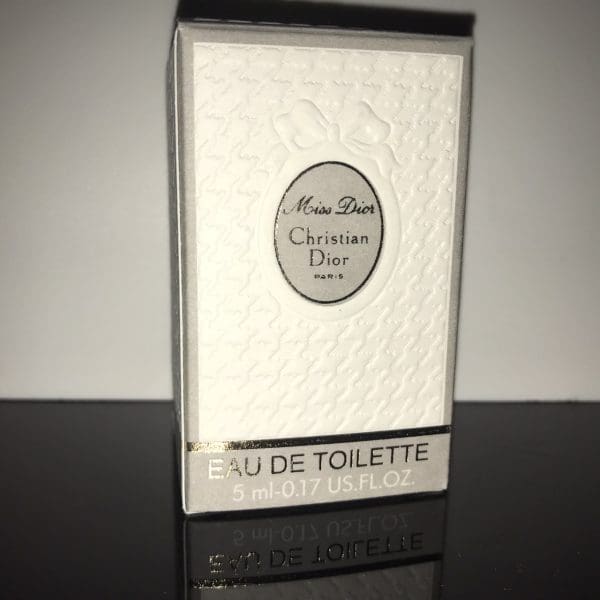 Miss Dior
Christian
Dior
PARIS
EAU DE TOILETTE
5 ml-0.17 US.FL.OZ.